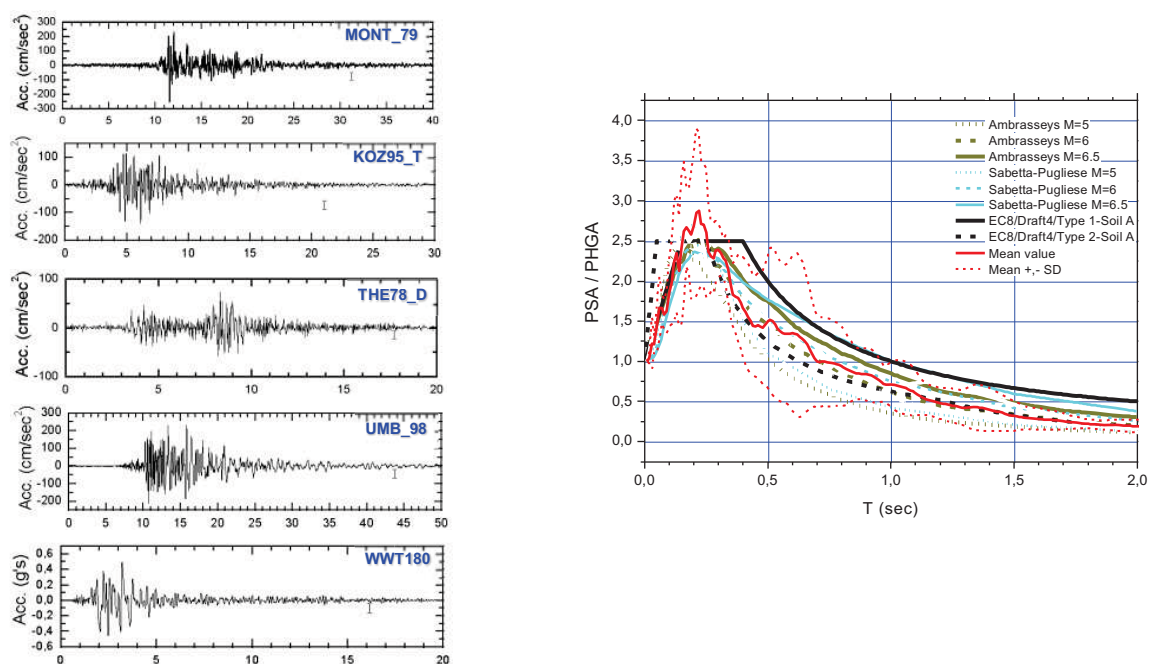 MONT_79
Acc. (cm/sec²)
300
200
100
0
-100
-200
-300
0 5 10 15 20 25 30 35 40
KOZ95_T
Acc. (cm/sec²)
100
0
-100
-200
0 5 10 15 20 25 30
THE78_D
Acc. (cm/sec²)
100
50
0
-100
0 5 10 15 20
UMB_98
Acc. (cm/sec²)
300
200
100
0
-100
-200
0 5 10 15 20 25 30 35 40 45 50
WWT180
Acc. (g's)
0,6
0,4
0,2
0,0
-0,2
-0,4
-0,6
0 5 10 15 20
PSA / PHGA
4,0
3,5
3,0
2,5
2,0
1,5
1,0
0,5
0,0
Ambrasseys M=5
Ambrasseys M=6
Ambrasseys M=6.5
Sabetta-Pugliese M=5
Sabetta-Pugliese M=6
Sabetta-Pugliese M=6.5
EC8/Draft4/Type 1-Soil A
EC8/Draft4/Type 2-Soil A
Mean value
Mean +,- SD
0,0 0,5 1,0 1,5 2,0
T (sec)